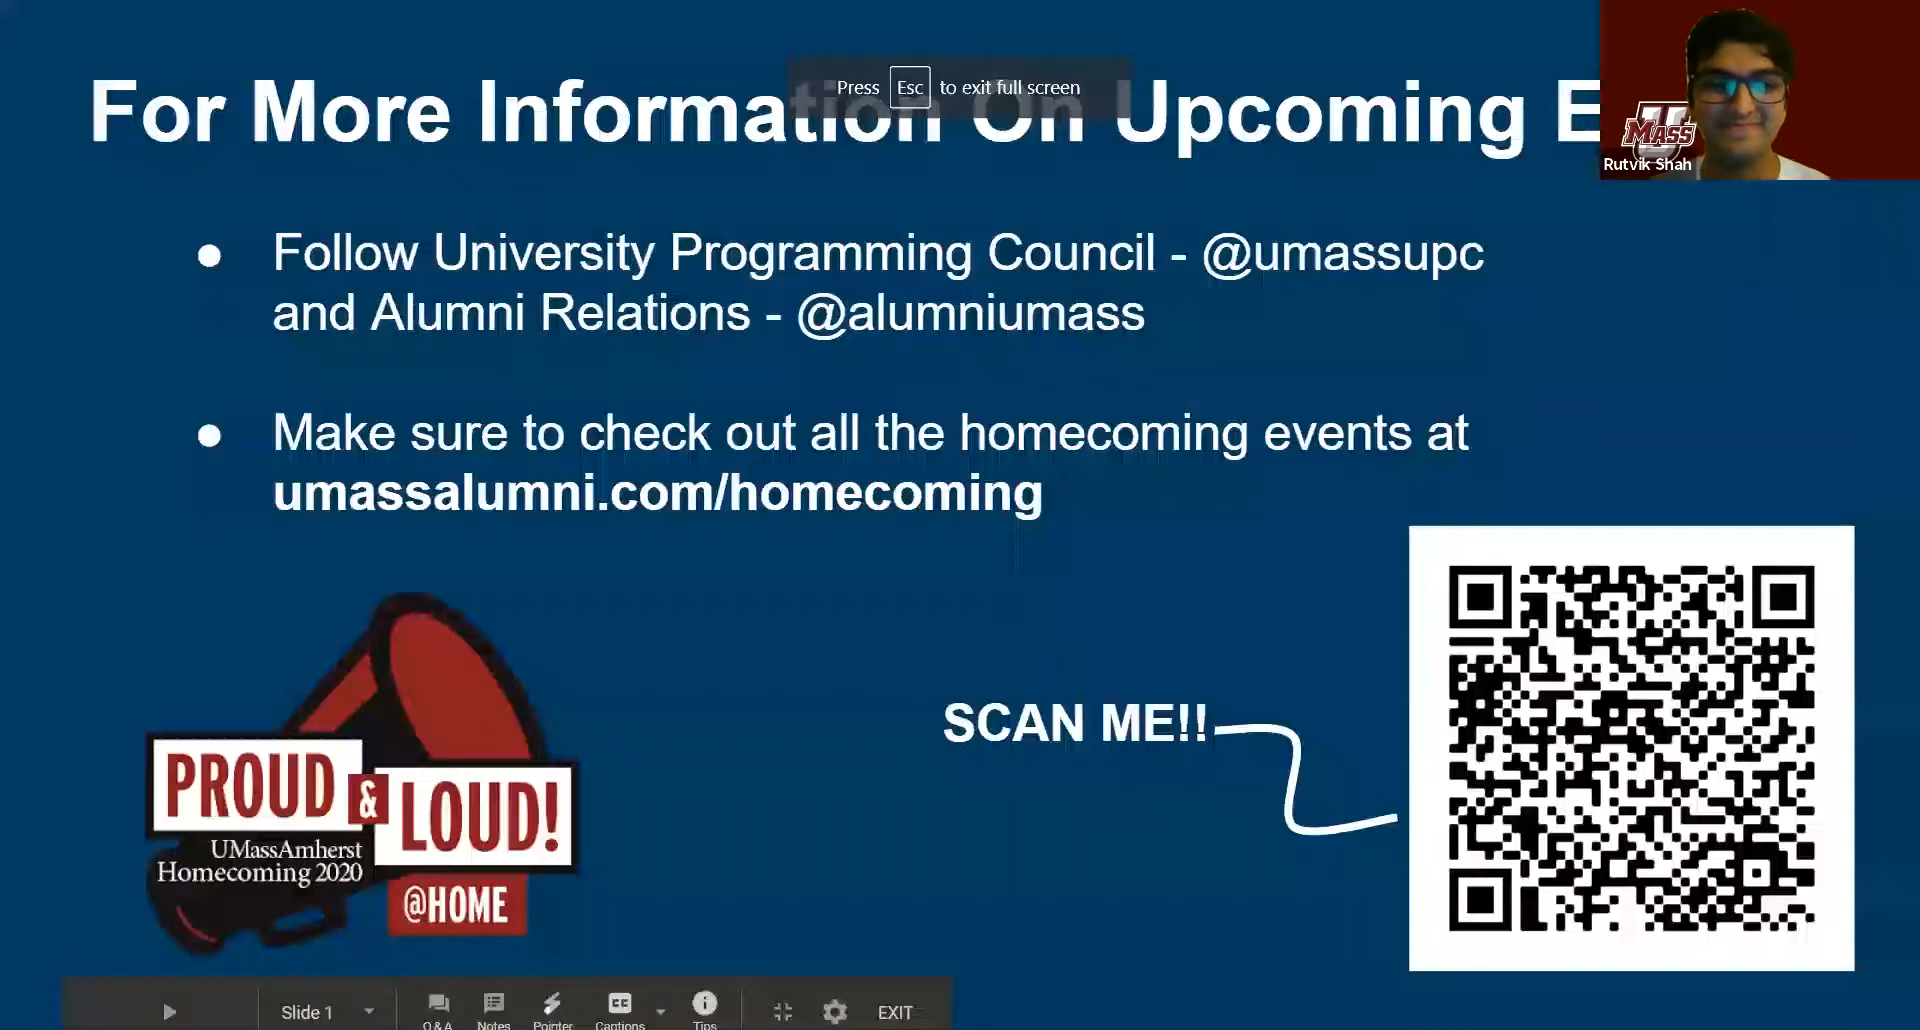 Press Esc to exit full screen
For More Information On Upcoming E
MASS
Rutvik Shah
● Follow University Programming Council - @umassupc
and Alumni Relations - @alumniumass
● Make sure to check out all the homecoming events at
umassalumni.com/homecoming
SCAN ME!!
PROUD & LOUD!
UMassAmherst
Homecoming 2020
@HOME
Slide 1
Q&A Notes Pointer Captions Tips EXIT